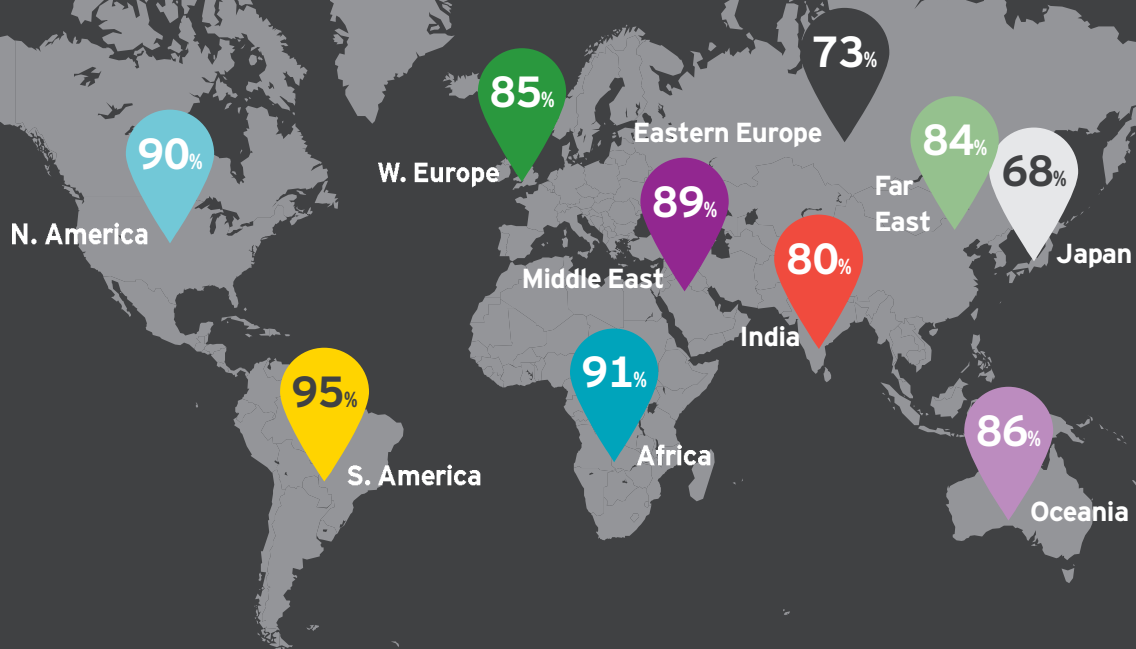 73%
85%
Eastern Europe
84%
90%
68%
W. Europe
Far
East
89%
N. America
Japan
80%
Middle East
India
91%
95%
86%
Africa
S. America
Oceania